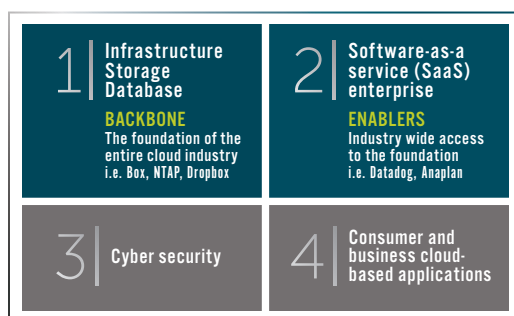 1
Infrastructure
Storage
Database
BACKBONE
The foundation of the
entire cloud industry
i.e. Box, NTAP, Dropbox
2
Software-as-a
service (SaaS)
enterprise
ENABLERS
Industry wide access
to the foundation
i.e. Datadog, Anaplan
3
Cyber security
4
Consumer and
business cloud-
based applications